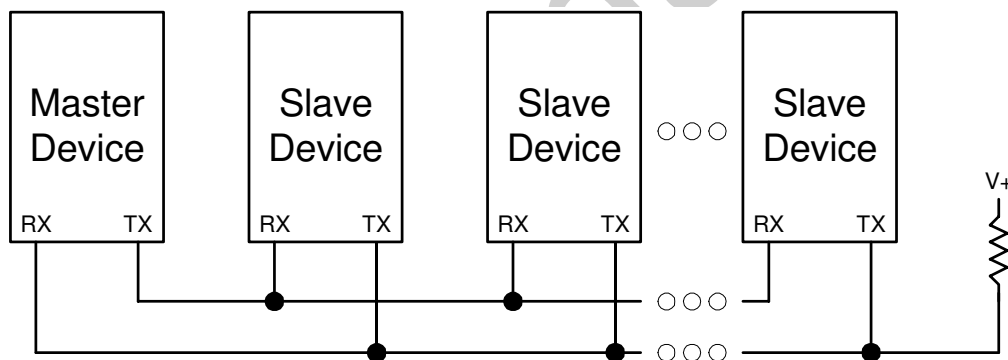 Master
Device
Slave
Device
Slave
Device
Slave
Device
RX TX
RX TX
RX TX
RX TX
V+